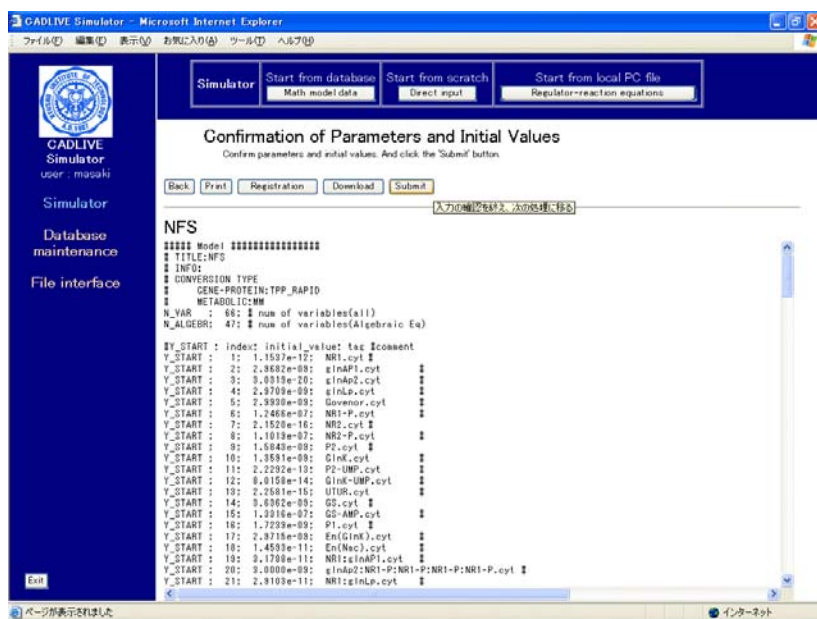 CADLIVE Simulator - Microsoft Internet Explorer
ファイル(F) 編集(E) 表示(V) お気に入り(A) ツール(T) ヘルプ(H)
Simulator
Start from database
Math model data
Start from scratch
Direct input
Start from local PC file
Regulator-reaction equations
CADLIVE
Simulator
user : masaki
Simulator
Database
maintenance
File interface
Exit
Confirmation of Parameters and Initial Values
Confirm parameters and initial values. And click the 'Submit' button.
Back Print Registration Download Submit
入力の確認を終え、次の処理に移る
NFS
##### Model ################
# TITLE:NFS
# INFO:
# CONVERSION TYPE
# GENE-PROTEIN:TPP_RAPID
# METABOLIC:MM
N_VAR : 66; # num of variables(all)
N_ALGEBR: 47; # num of variables(Algebraic Eq)
#Y_START : index; initial_value; tag #comment
Y_START : 1; 1.1537e-12; NR1.cyt #
Y_START : 2; 2.9682e-09; glnAP1.cyt #
Y_START : 3; 3.0319e-20; glnAp2.cyt #
Y_START : 4; 2.9709e-09; glnLp.cyt #
Y_START : 5; 2.9930e-09; Govenor.cyt #
Y_START : 6; 1.2466e-07; NR1-P.cyt #
Y_START : 7; 2.1520e-16; NR2.cyt #
Y_START : 8; 1.1019e-07; NR2-P.cyt #
Y_START : 9; 1.5843e-09; P2.cyt #
Y_START : 10; 1.3591e-09; GlnK.cyt #
Y_START : 11; 2.2292e-13; P2-UMP.cyt #
Y_START : 12; 8.0158e-14; GlnK-UMP.cyt #
Y_START : 13; 2.2581e-15; UTUR.cyt #
Y_START : 14; 3.6362e-09; GS.cyt #
Y_START : 15; 1.3316e-07; GS-AMP.cyt #
Y_START : 16; 1.7239e-09; P1.cyt #
Y_START : 17; 2.9715e-09; En(GlnK).cyt #
Y_START : 18; 1.4593e-11; En(Nac).cyt #
Y_START : 19; 3.1708e-11; NR1:glnAP1.cyt #
Y_START : 20; 3.0000e-09; glnAp2:NR1-P:NR1-P:NR1-P:NR1-P.cyt #
Y_START : 21; 2.9103e-11; NR1:glnLp.cyt #
ページが表示されました
インターネット